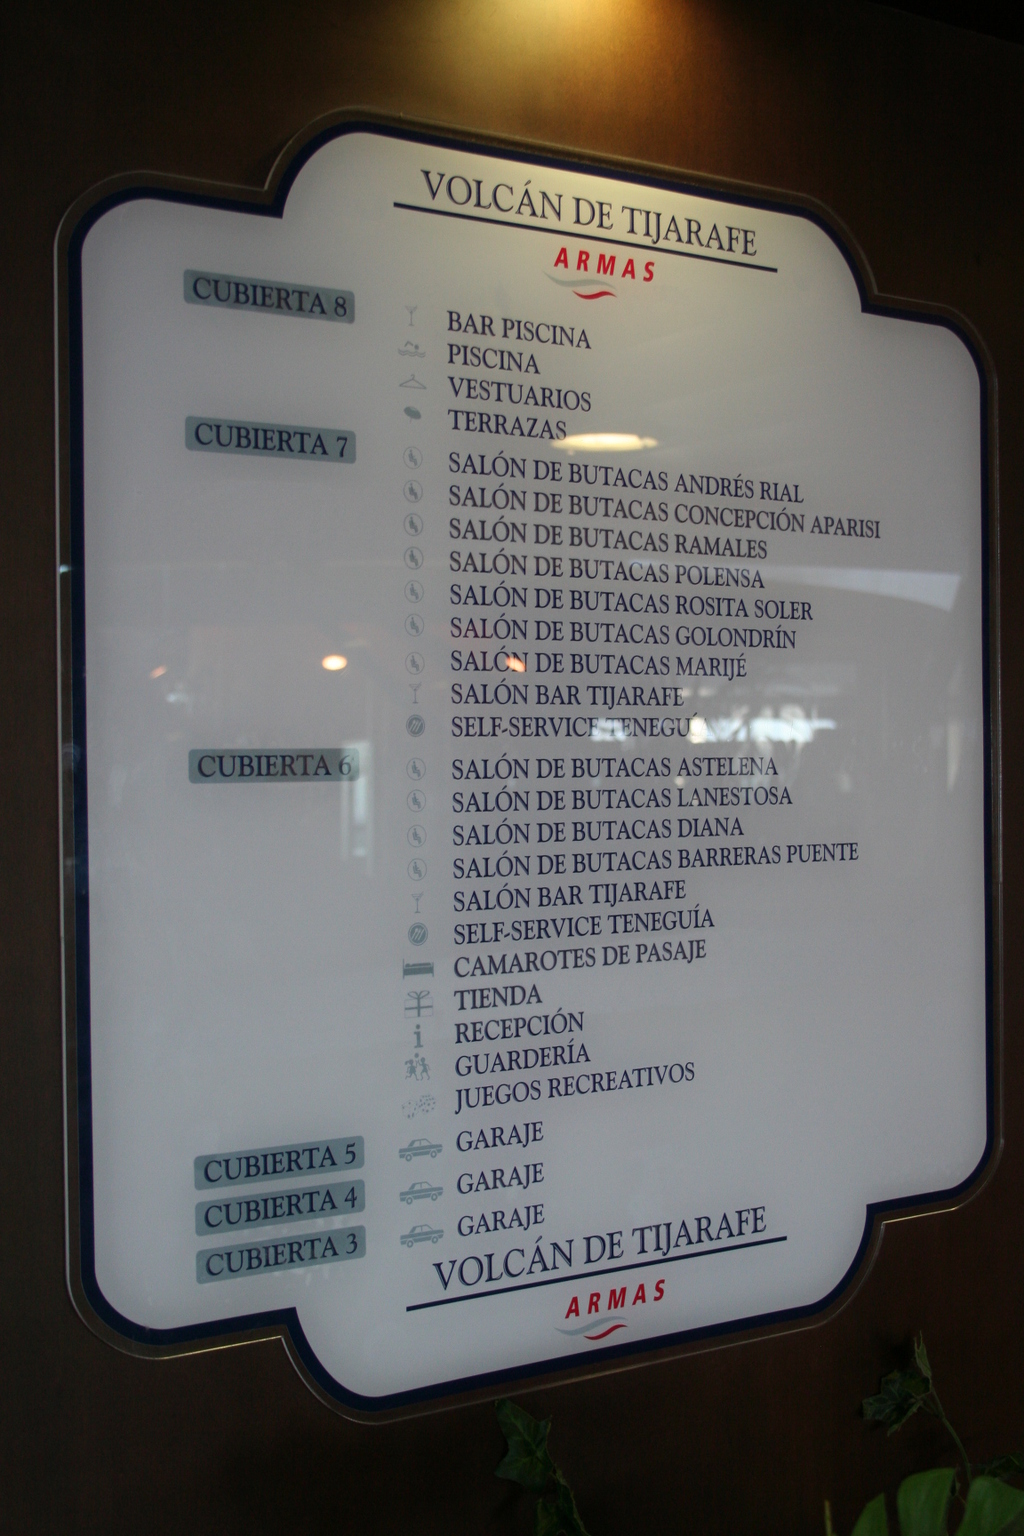 VOLCÁN DE TIJARAFE
ARMAS
CUBIERTA 8
BAR PISCINA
PISCINA
VESTUARIOS
TERRAZAS
CUBIERTA 7
SALÓN DE BUTACAS ANDRÉS RIAL
SALÓN DE BUTACAS CONCEPCIÓN APARISI
SALÓN DE BUTACAS RAMALES
SALÓN DE BUTACAS POLENSA
SALÓN DE BUTACAS ROSITA SOLER
SALÓN DE BUTACAS GOLONDRÍN
SALÓN DE BUTACAS MARIJÉ
SALÓN BAR TIJARAFE
SELF-SERVICE TENEGUÍA
CUBIERTA 6
SALÓN DE BUTACAS ASTELENA
SALÓN DE BUTACAS LANESTOSA
SALÓN DE BUTACAS DIANA
SALÓN DE BUTACAS BARRERAS PUENTE
SALÓN BAR TIJARAFE
SELF-SERVICE TENEGUÍA
CAMAROTES DE PASAJE
TIENDA
RECEPCIÓN
GUARDERÍA
JUEGOS RECREATIVOS
CUBIERTA 5
GARAJE
CUBIERTA 4
GARAJE
CUBIERTA 3
GARAJE
VOLCÁN DE TIJARAFE
ARMAS